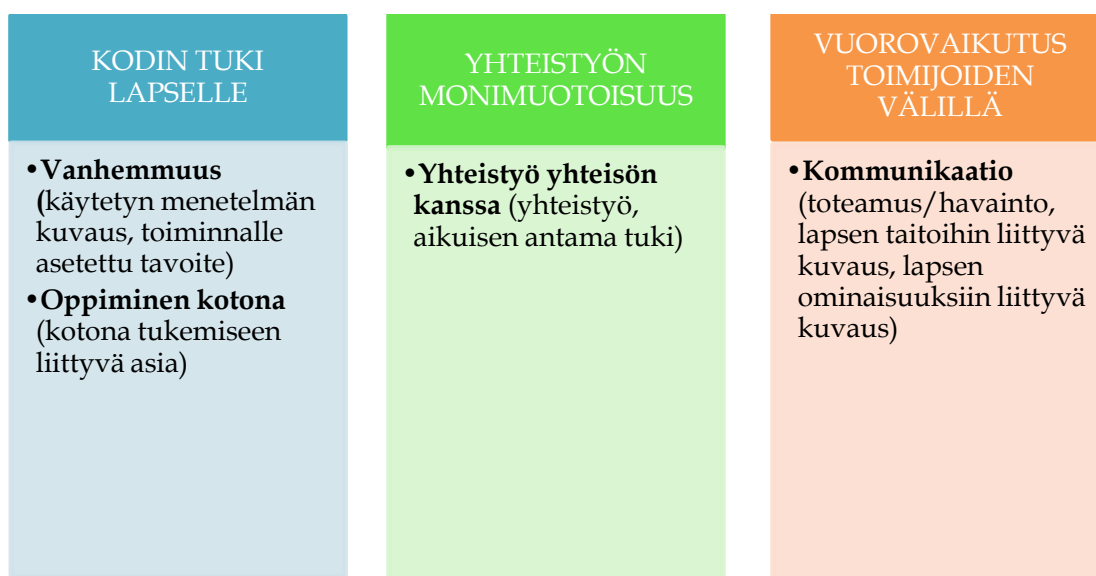 KODIN TUKI
LAPSELLE
•Vanhemmuus
(käytetyn menetelmän
kuvaus, toiminnalle
asetettu tavoite)
•Oppiminen kotona
(kotona tukemiseen
liittyvä asia)
YHTEISTYÖN
MONIMUOTOISUUS
•Yhteistyö yhteisön
kanssa (yhteistyö,
aikuisen antama tuki)
VUOROVAIKUTUS
TOIMIJOIDEN
VÄLILLÄ
•Kommunikaatio
(toteamus/havainto,
lapsen taitoihin liittyvä
kuvaus, lapsen
ominaisuuksiin liittyvä
kuvaus)